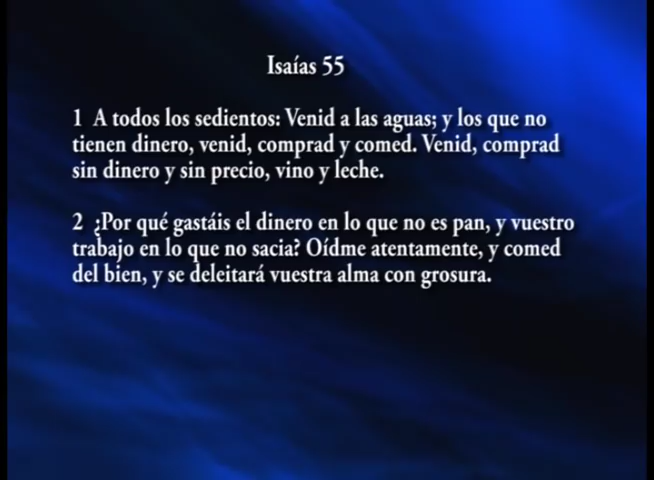 Isaías 55
1 A todos los sedientos: Venid a las aguas; y los que no
tienen dinero, venid, comprad y comed. Venid, comprad
sin dinero y sin precio, vino y leche.
2 ¿Por qué gastáis el dinero en lo que no es pan, y vuestro
trabajo en lo que no sacia? Oídme atentamente, y comed
del bien, y se deleitará vuestra alma con grosura.